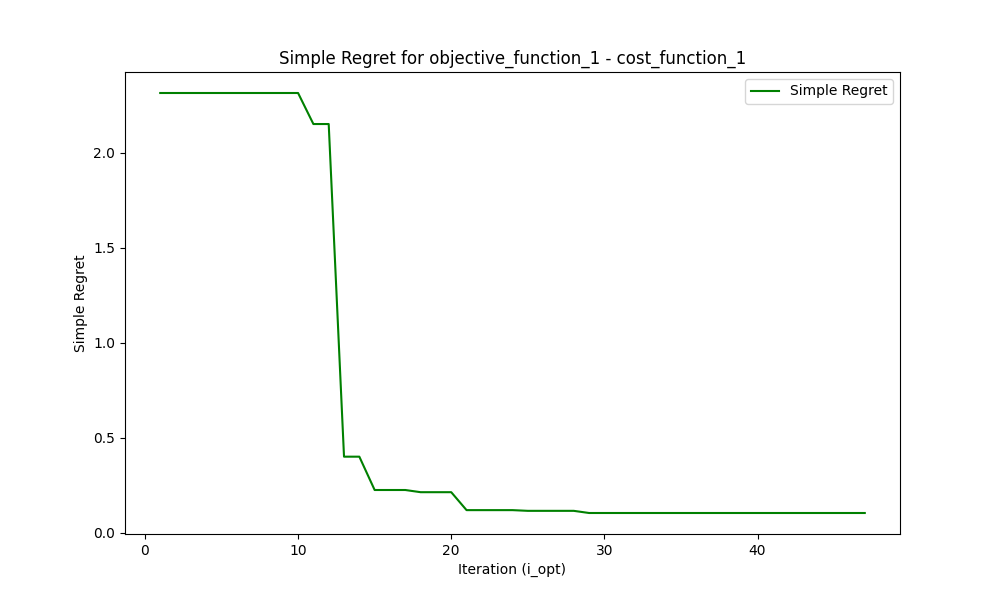 Simple Regret for objective_function_1 - cost_function_1
Simple Regret
2.0
1.5
1.0
0.5
0.0
Simple Regret
0 10 20 30 40
Iteration (i_opt)